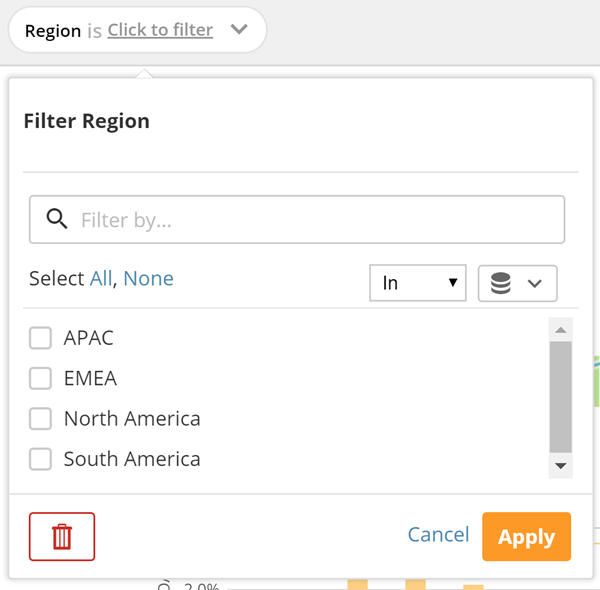 Region is Click to filter
Filter Region
Filter by...
Select All, None
In
APAC
EMEA
North America
South America
Cancel
Apply
2.0%